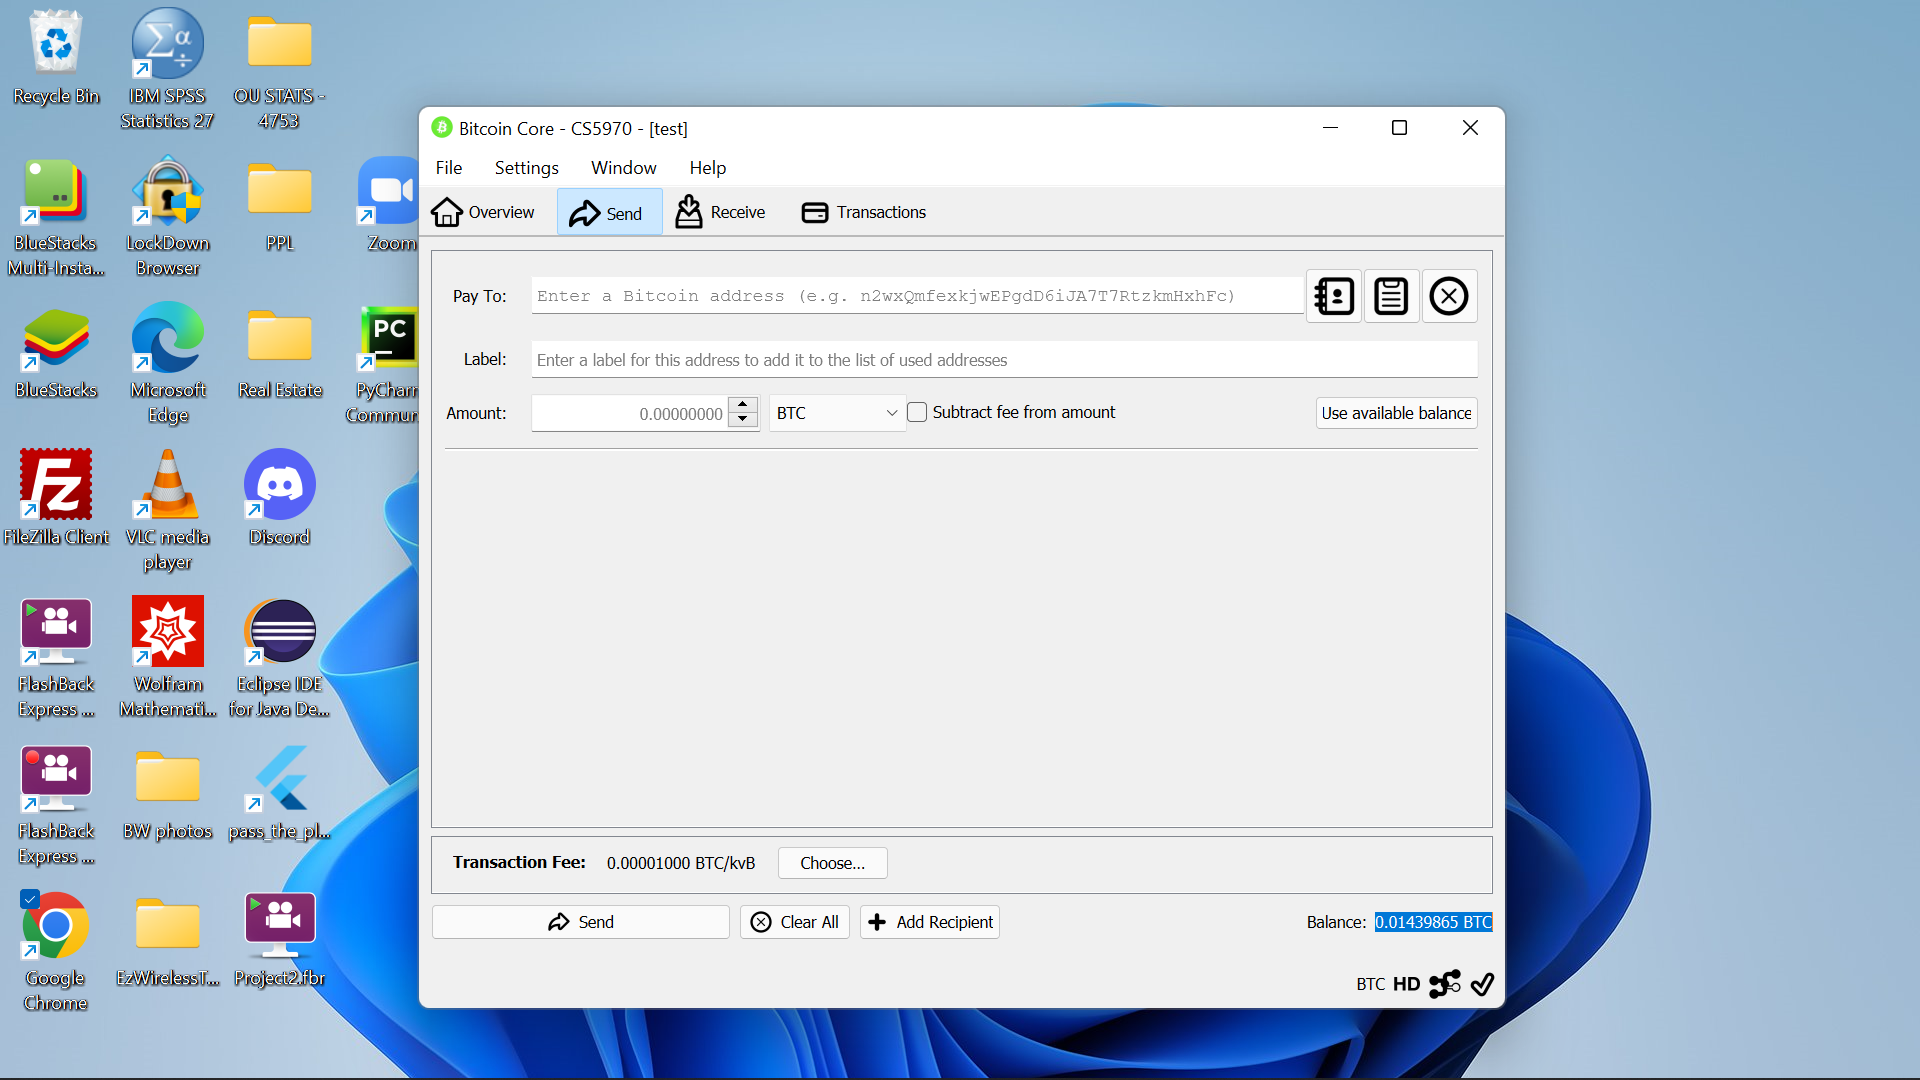 Recycle Bin
IBM SPSS
Statistics 27
OU STATS -
4753
BlueStacks
Multi-Insta...
LockDown
Browser
PPL
Zoom
BlueStacks
Microsoft
Edge
Real Estate
PC
PyCharm
Commun
Fz
FileZilla Client
VLC media
player
Discord
FlashBack
Express ...
Wolfram
Mathemati...
Eclipse IDE
for Java De...
FlashBack
Express ...
BW photos
pass_the_pl...
Google
Chrome
EzWirelessT...
Project2.fbr
Bitcoin Core - CS5970 - [test]
File Settings Window Help
Overview Send Receive Transactions
Pay To: Enter a Bitcoin address (e.g. n2wxQmfexkjwEPgdD6iJA7T7RtzkmHxhFc)
Label: Enter a label for this address to add it to the list of used addresses
Amount: 0.00000000 BTC Subtract fee from amount Use available balance
Transaction Fee: 0.00001000 BTC/kvB Choose...
Send Clear All Add Recipient Balance: 0.01439865 BTC
BTC HD